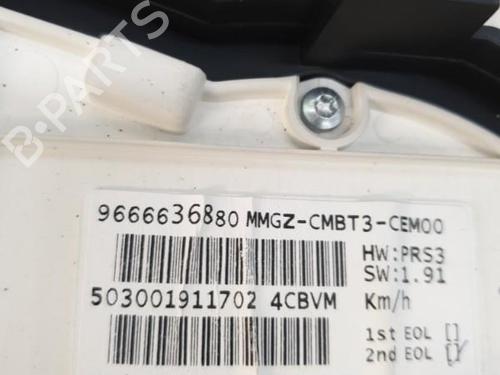 B-PARTS
9666636880 MMGZ-CMBT3-CEM00
HW:PRS3
SW:1.91
503001911702 4CBVM Km/h
1st EOL []
2nd EOL []